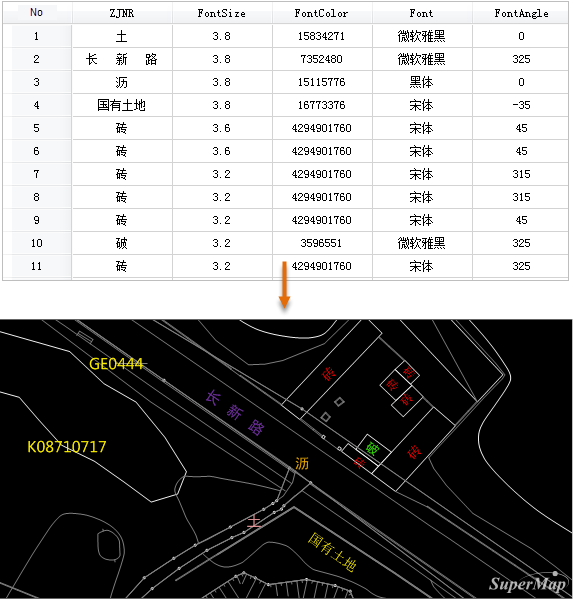 No ZJNR FontSize FontColor Font FontAngle
1 土 3.8 15834271 微软雅黑 0
2 长 新 路 3.8 7352480 微软雅黑 325
3 沥 3.8 15115776 黑体 0
4 国有土地 3.8 16773376 宋体 -35
5 砖 3.6 4294901760 宋体 45
6 砖 3.6 4294901760 宋体 45
7 砖 3.2 4294901760 宋体 315
8 砖 3.2 4294901760 宋体 315
9 砖 3.2 4294901760 宋体 45
10 破 3.2 3596551 微软雅黑 325
11 砖 3.2 4294901760 宋体 325
GE0444
砖
砖
砖
长 新 路
砖
K08710717
破
砖
沥
砖
土
国有土地
SuperMap